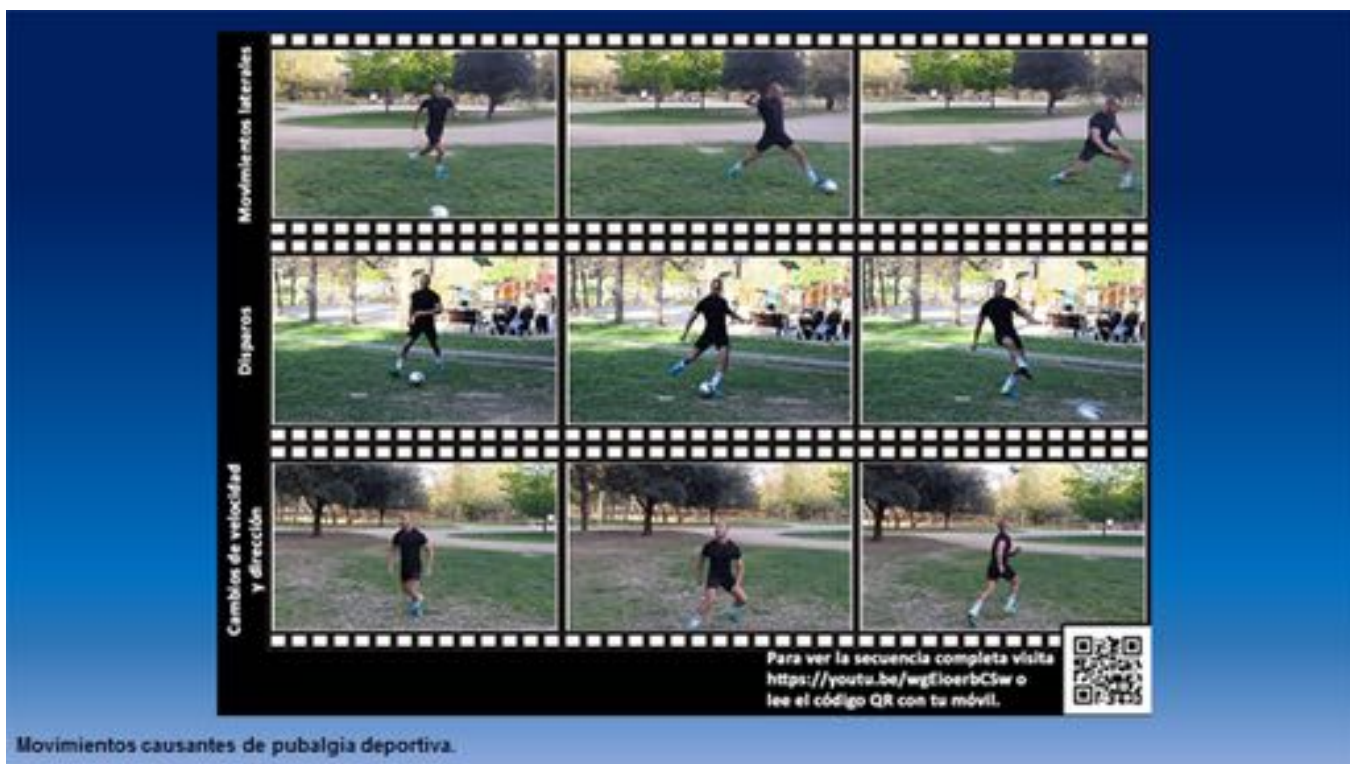 Movimientos laterales
Disparos
Cambios de velocidad
y dirección
Para ver la secuencia completa visita
https://youtu.be/wgEioerbCSw o
lee el código QR con tu móvil.
Movimientos causantes de pubalgia deportiva.